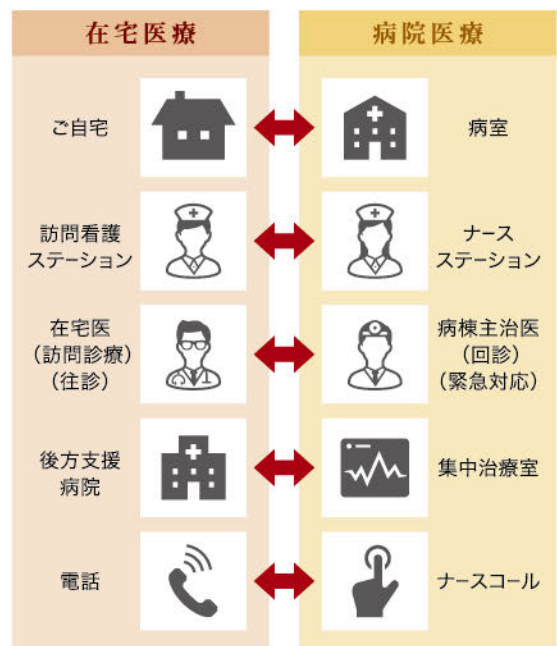 在宅医療
病院医療
ご自宅
病室
訪問看護
ステーション
ナース
ステーション
在宅医
（訪問診療）
（往診）
病棟主治医
（回診）
（緊急対応）
後方支援
病院
集中治療室
電話
ナースコール